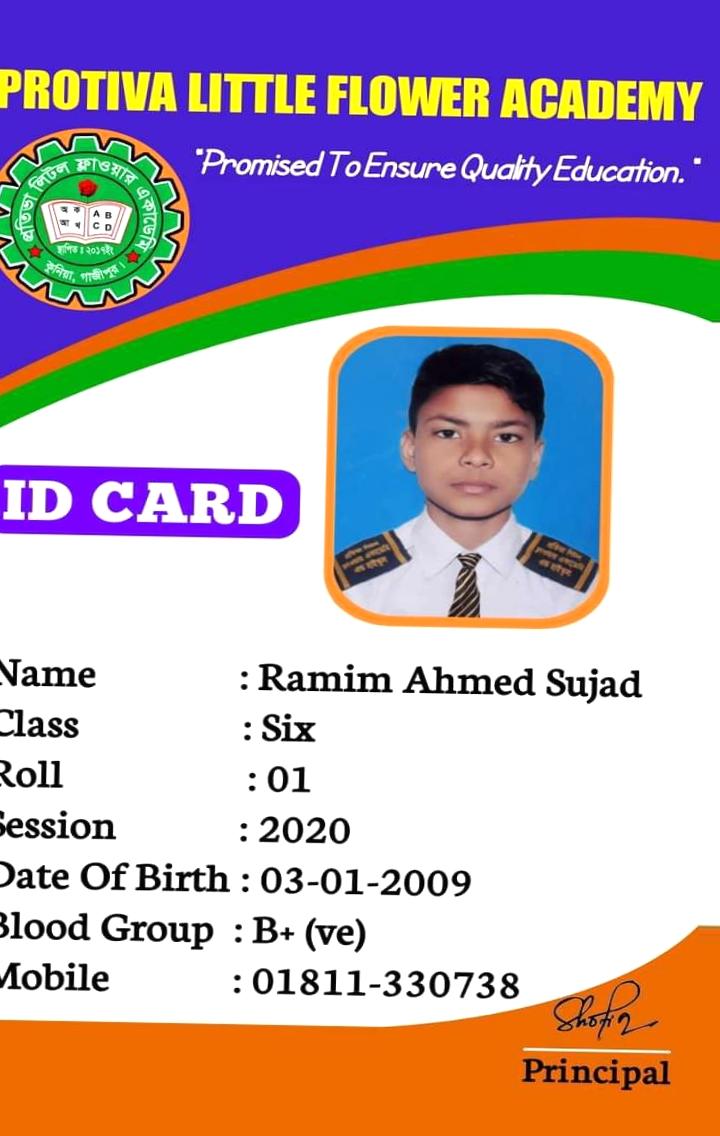 PROTIVA LITTLE FLOWER ACADEMY
"Promised To Ensure Quality Education."
প্রতিভা লিটল ফ্লাওয়ার একাডেমি
অ ক A B
আ খ C D
স্থাপিত : ২০১৭ইং
কুনিয়া, গাজীপুর।
ID CARD
Name : Ramim Ahmed Sujad
Class : Six
Roll : 01
Session : 2020
Date Of Birth : 03-01-2009
Blood Group : B+ (ve)
Mobile : 01811-330738
Shofiq
Principal